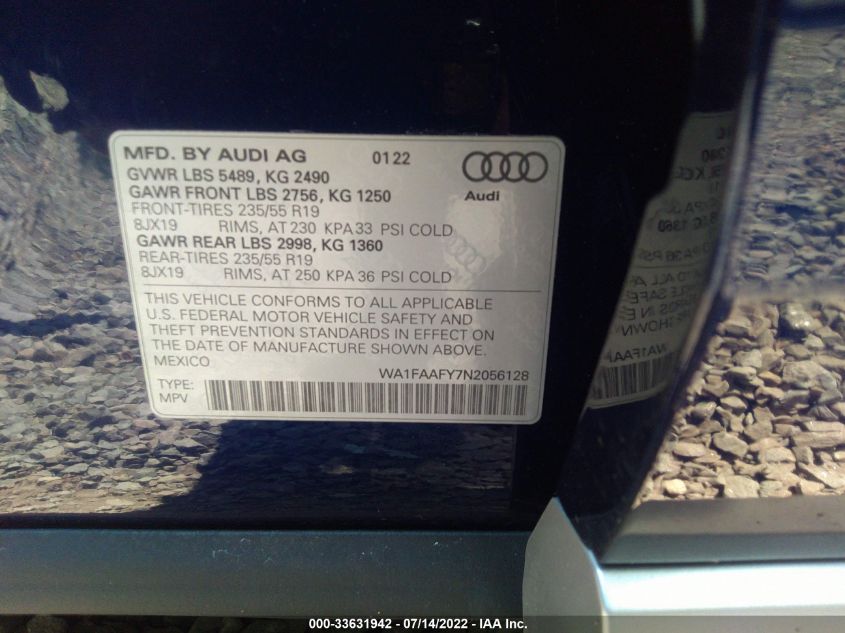 MFD. BY AUDI AG 0122
GVWR LBS 5489, KG 2490
GAWR FRONT LBS 2756, KG 1250
Audi
FRONT-TIRES 235/55 R19
8JX19 RIMS, AT 230 KPA 33 PSI COLD
GAWR REAR LBS 2998, KG 1360
REAR-TIRES 235/55 R19
8JX19 RIMS, AT 250 KPA 36 PSI COLD
THIS VEHICLE CONFORMS TO ALL APPLICABLE
U.S. FEDERAL MOTOR VEHICLE SAFETY AND
THEFT PREVENTION STANDARDS IN EFFECT ON
THE DATE OF MANUFACTURE SHOWN ABOVE.
MEXICO
WA1FAAFY7N2056128
TYPE:
MPV
000-33631942 - 07/14/2022 - IAA Inc.